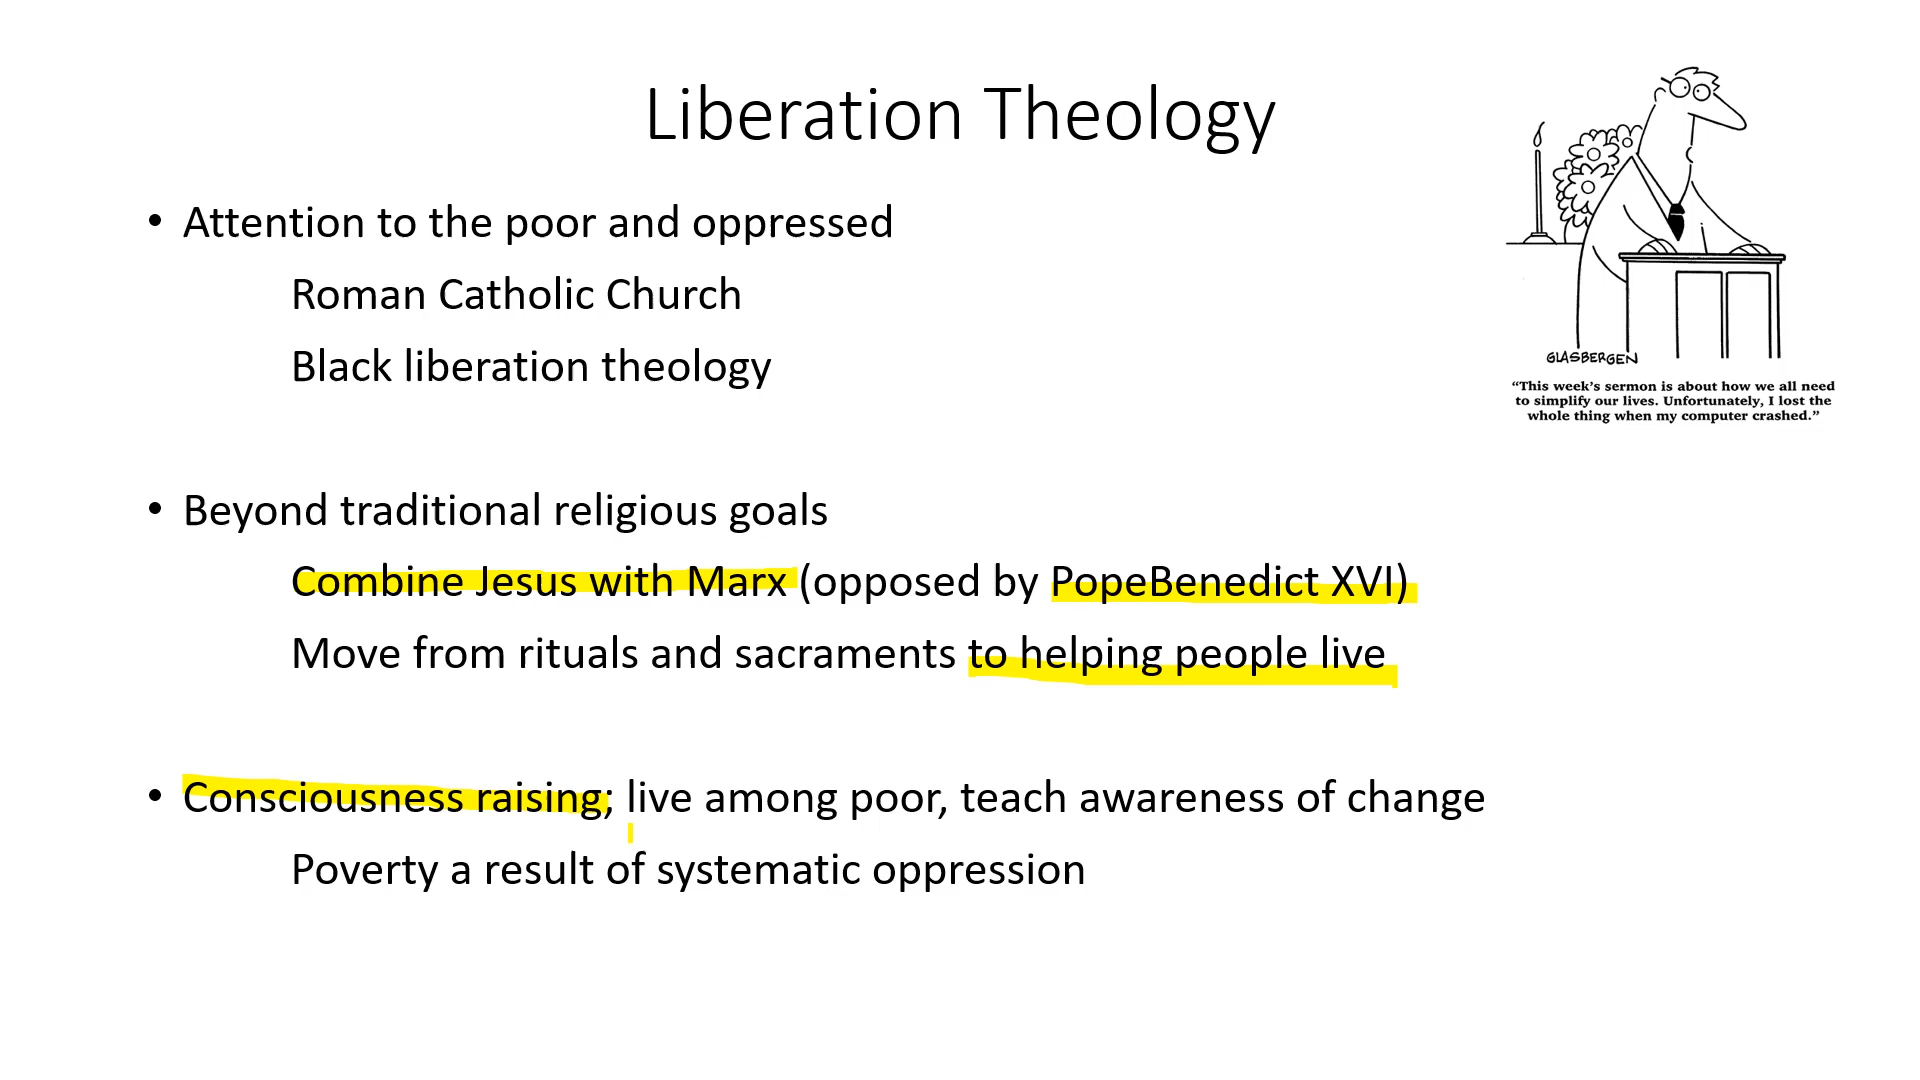 Liberation Theology
• Attention to the poor and oppressed
Roman Catholic Church
Black liberation theology
• Beyond traditional religious goals
Combine Jesus with Marx (opposed by PopeBenedict XVI)
Move from rituals and sacraments to helping people live
• Consciousness raising; live among poor, teach awareness of change
Poverty a result of systematic oppression
GLASBERGEN
“This week’s sermon is about how we all need
to simplify our lives. Unfortunately, I lost the
whole thing when my computer crashed.”